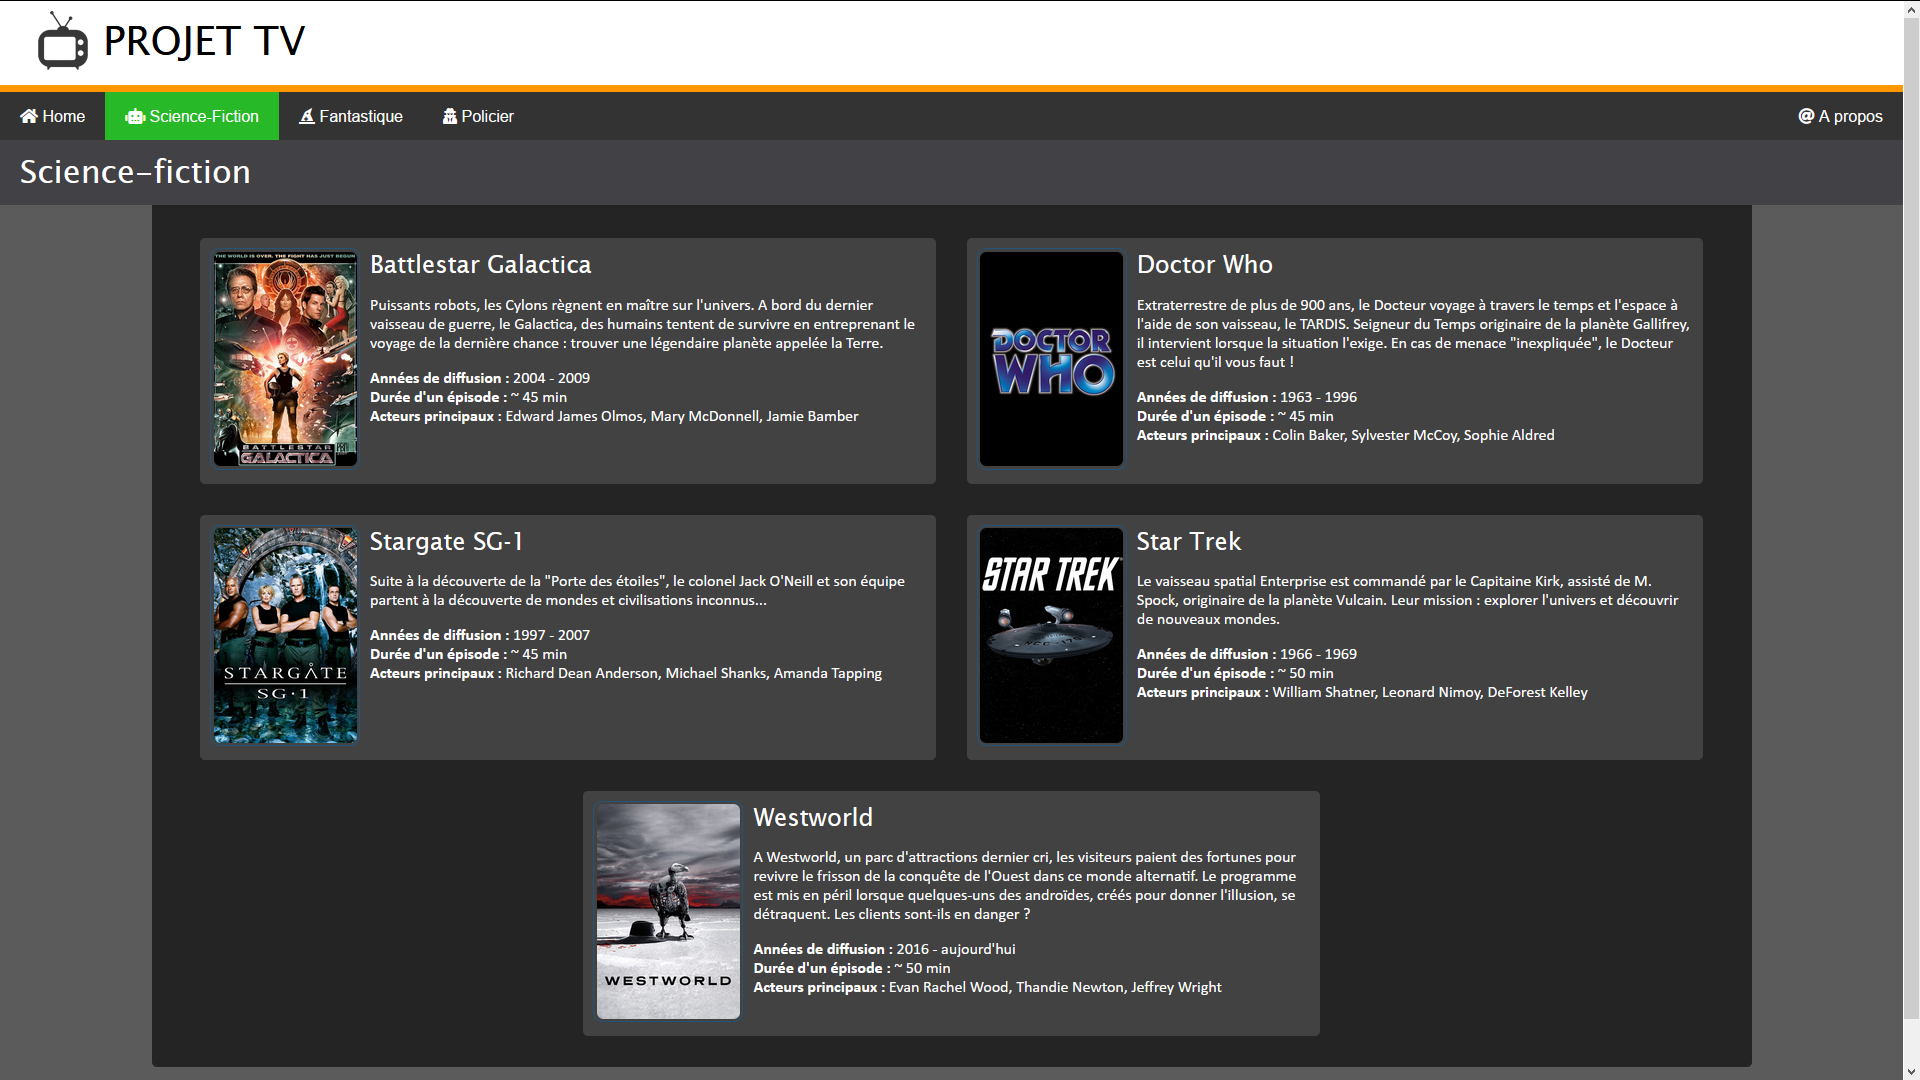 PROJET TV
Home
Science-Fiction
Fantastique
Policier
A propos
Science-fiction
THE WORLD IS OVER. THE FIGHT HAS JUST BEGUN
BATTLESTAR
GALACTICA
Battlestar Galactica
Puissants robots, les Cylons règnent en maître sur l'univers. A bord du dernier
vaisseau de guerre, le Galactica, des humains tentent de survivre en entreprenant le
voyage de la dernière chance : trouver une légendaire planète appelée la Terre.
Années de diffusion : 2004 - 2009
Durée d'un épisode : ~ 45 min
Acteurs principaux : Edward James Olmos, Mary McDonnell, Jamie Bamber
DOCTOR
WHO
Doctor Who
Extraterrestre de plus de 900 ans, le Docteur voyage à travers le temps et l'espace à
l'aide de son vaisseau, le TARDIS. Seigneur du Temps originaire de la planète Gallifrey,
il intervient lorsque la situation l'exige. En cas de menace "inexpliquée", le Docteur
est celui qu'il vous faut !
Années de diffusion : 1963 - 1996
Durée d'un épisode : ~ 45 min
Acteurs principaux : Colin Baker, Sylvester McCoy, Sophie Aldred
STARGATE
SG·1
Stargate SG-1
Suite à la découverte de la "Porte des étoiles", le colonel Jack O'Neill et son équipe
partent à la découverte de mondes et civilisations inconnus...
Années de diffusion : 1997 - 2007
Durée d'un épisode : ~ 45 min
Acteurs principaux : Richard Dean Anderson, Michael Shanks, Amanda Tapping
STAR TREK
Star Trek
Le vaisseau spatial Enterprise est commandé par le Capitaine Kirk, assisté de M.
Spock, originaire de la planète Vulcain. Leur mission : explorer l'univers et découvrir
de nouveaux mondes.
Années de diffusion : 1966 - 1969
Durée d'un épisode : ~ 50 min
Acteurs principaux : William Shatner, Leonard Nimoy, DeForest Kelley
WESTWORLD
Westworld
A Westworld, un parc d'attractions dernier cri, les visiteurs paient des fortunes pour
revivre le frisson de la conquête de l'Ouest dans ce monde alternatif. Le programme
est mis en péril lorsque quelques-uns des androïdes, créés pour donner l'illusion, se
détraquent. Les clients sont-ils en danger ?
Années de diffusion : 2016 - aujourd'hui
Durée d'un épisode : ~ 50 min
Acteurs principaux : Evan Rachel Wood, Thandie Newton, Jeffrey Wright